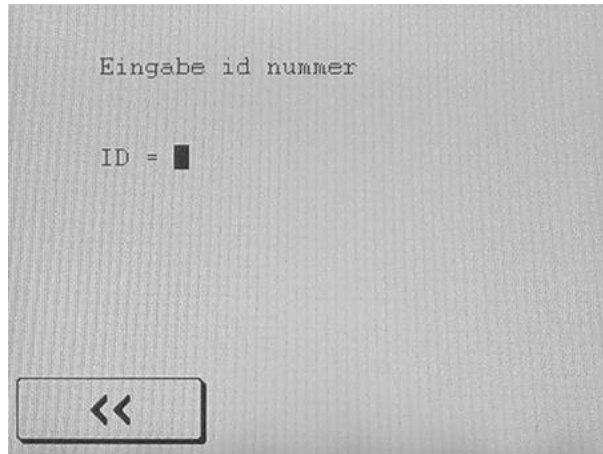 Eingabe id nummer
ID =
<<